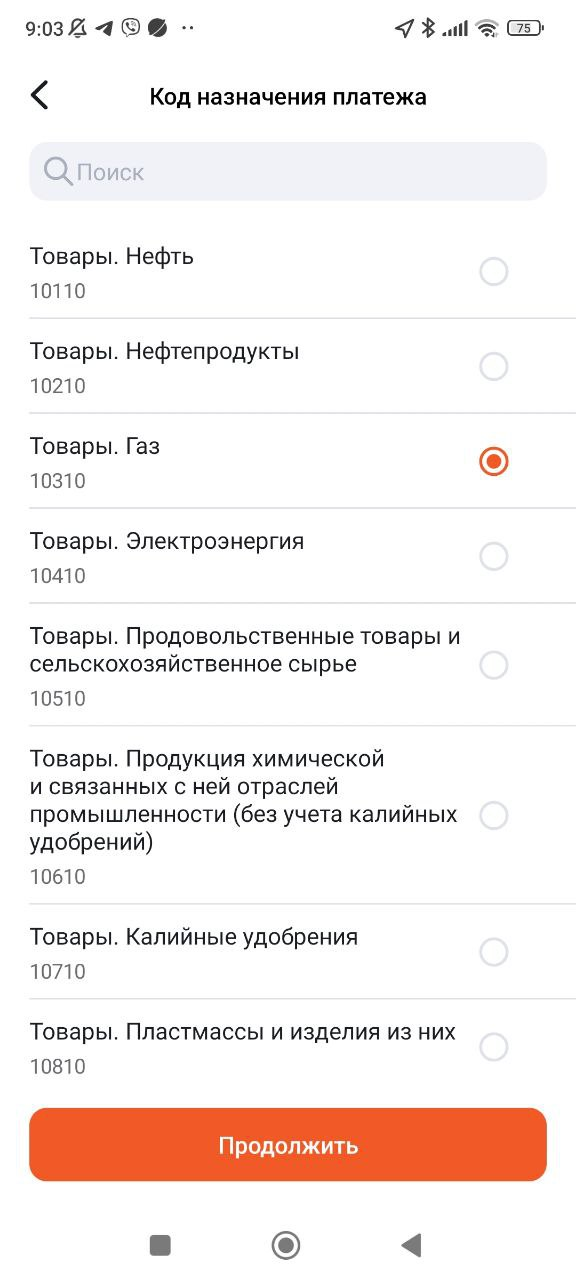 9:03
75
Код назначения платежа
Поиск
Товары. Нефть
10110
Товары. Нефтепродукты
10210
Товары. Газ
10310
Товары. Электроэнергия
10410
Товары. Продовольственные товары и
сельскохозяйственное сырье
10510
Товары. Продукция химической
и связанных с ней отраслей
промышленности (без учета калийных
удобрений)
10610
Товары. Калийные удобрения
10710
Товары. Пластмассы и изделия из них
10810
Продолжить